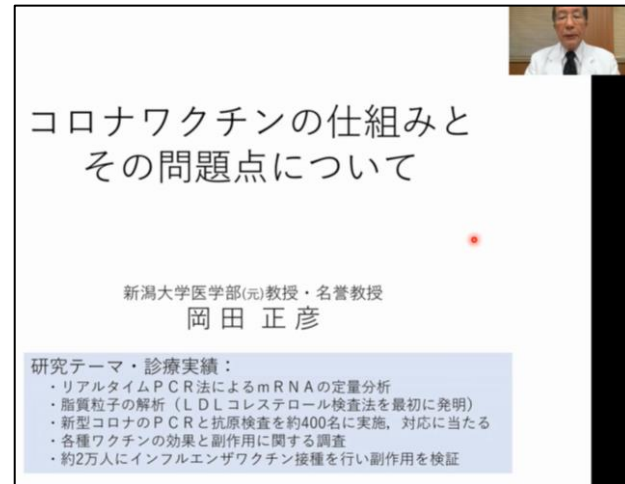 コロナワクチンの仕組みと
その問題点について
新潟大学医学部(元)教授・名誉教授
岡田 正彦
研究テーマ・診療実績：
・リアルタイムＰＣＲ法によるｍＲＮＡの定量分析
・脂質粒子の解析（ＬＤＬコレステロール検査法を最初に発明）
・新型コロナのＰＣＲと抗原検査を約400名に実施，対応に当たる
・各種ワクチンの効果と副作用に関する調査
・約2万人にインフルエンザワクチン接種を行い副作用を検証